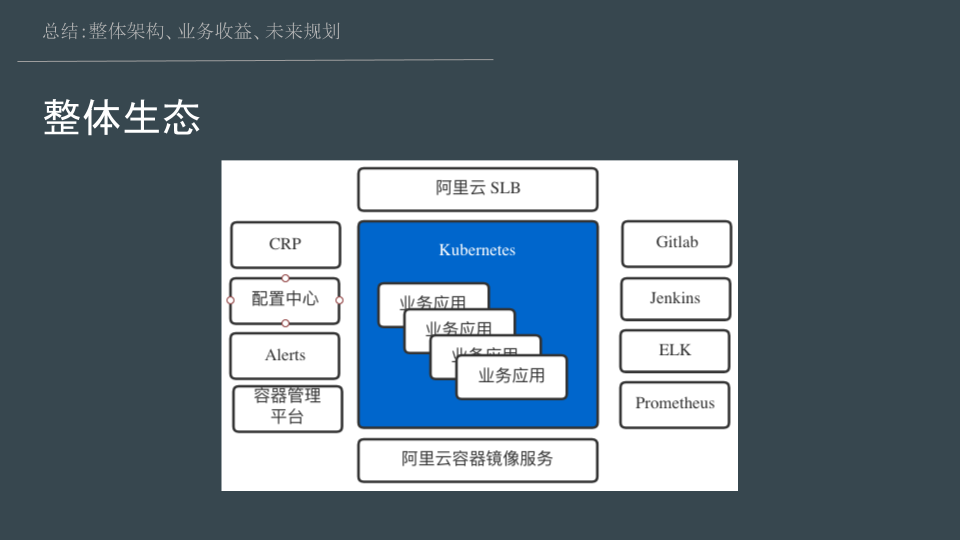 总结：整体架构、业务收益、未来规划
整体生态
阿里云 SLB
CRP
配置中心
Alerts
容器管理
平台
Kubernetes
业务应用
业务应用
业务应用
业务应用
Gitlab
Jenkins
ELK
Prometheus
阿里云容器镜像服务